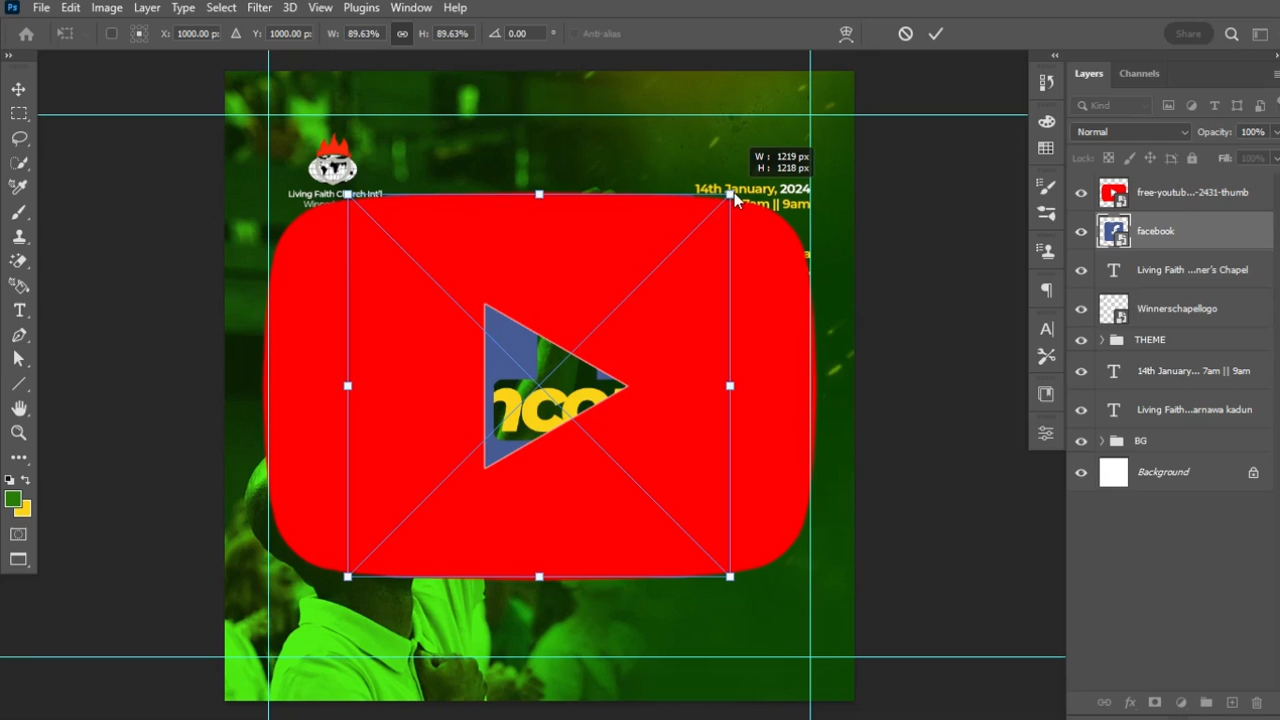 Ps File Edit Image Layer Type Select Filter 3D View Plugins Window Help
X: 1000.00 p: Y: 1000.00 p: W: 89.63% H: 89.63% 0.00 ° Anti-alias Share
Layers Channels
Kind
Normal Opacity: 100%
Lock: Fill: 100%
free-youtub...-2431-thumb
facebook
Living Faith ...ner's Chapel
Winnerschapellogo
THEME
14th January... 7am || 9am
Living Faith...arnawa kadun
BG
Background
W: 1219 px
H: 1218 px
Living Faith Church Int'l
14th January, 2024
7am || 9am
nco